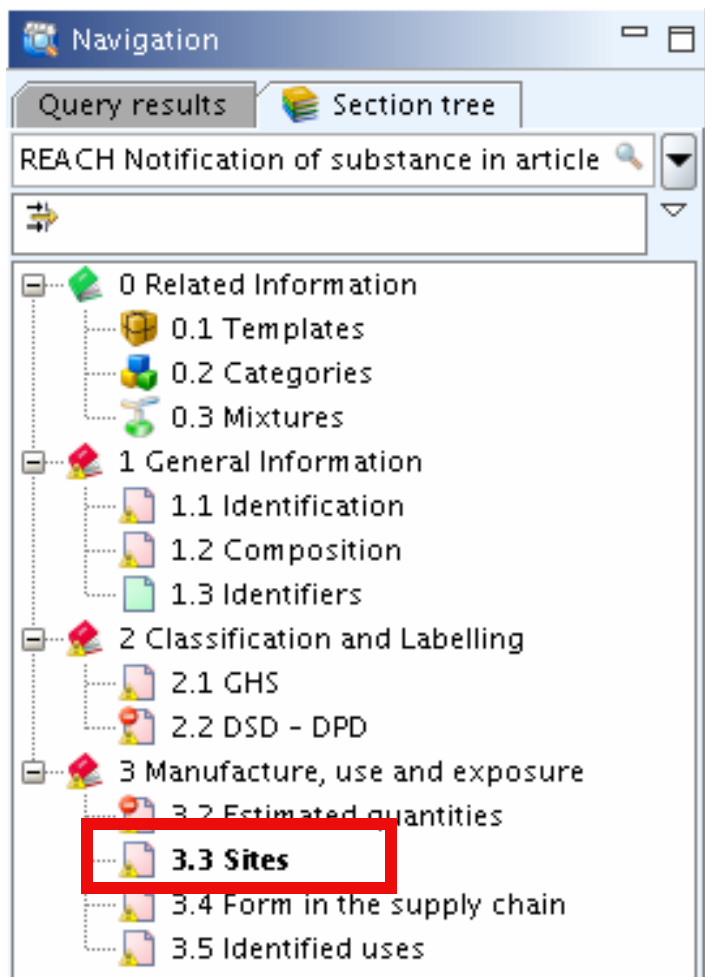 Navigation
Query results Section tree
REACH Notification of substance in article
0 Related Information
0.1 Templates
0.2 Categories
0.3 Mixtures
1 General Information
1.1 Identification
1.2 Composition
1.3 Identifiers
2 Classification and Labelling
2.1 GHS
2.2 DSD – DPD
3 Manufacture, use and exposure
3.2 Estimated quantities
3.3 Sites
3.4 Form in the supply chain
3.5 Identified uses